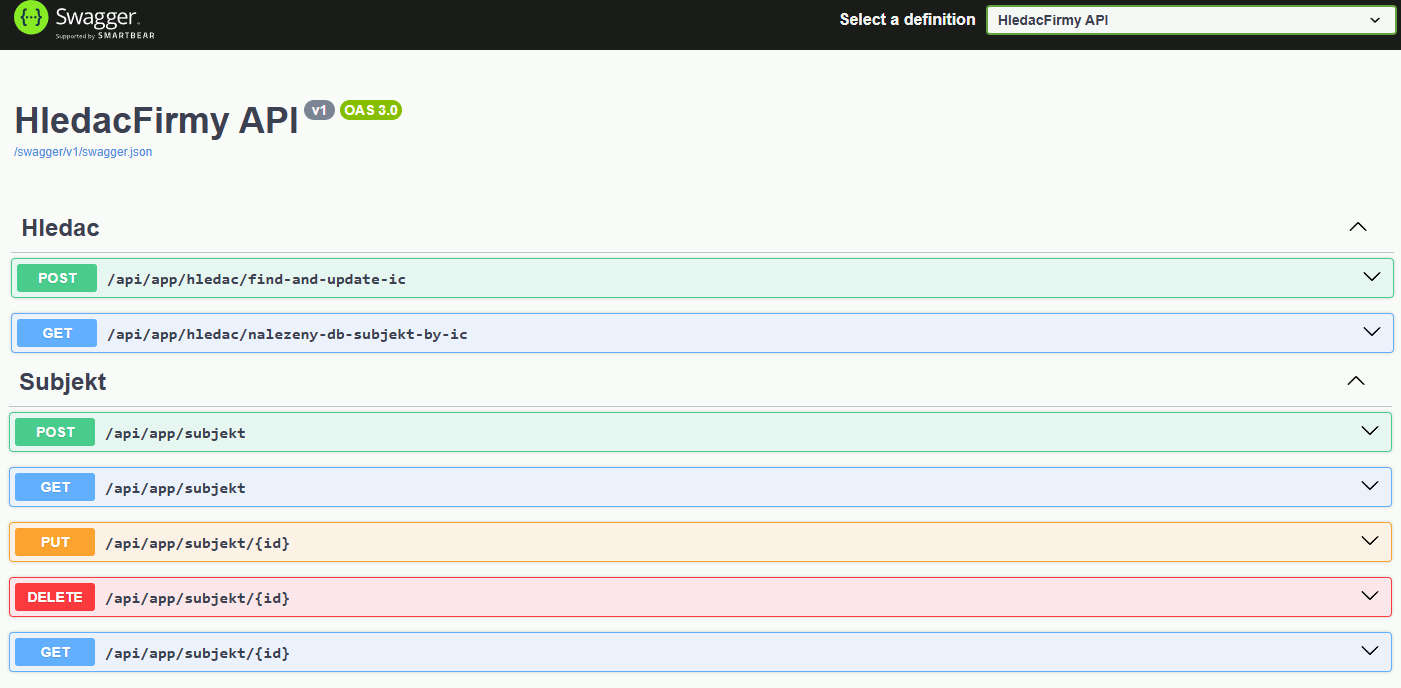 Swagger
Supported by SMARTBEAR
Select a definition
HledacFirmy API
HledacFirmy API v1 OAS 3.0
/swagger/v1/swagger.json
Hledac
POST /api/app/hledac/find-and-update-ic
GET /api/app/hledac/nalezeny-db-subjekt-by-ic
Subjekt
POST /api/app/subjekt
GET /api/app/subjekt
PUT /api/app/subjekt/{id}
DELETE /api/app/subjekt/{id}
GET /api/app/subjekt/{id}